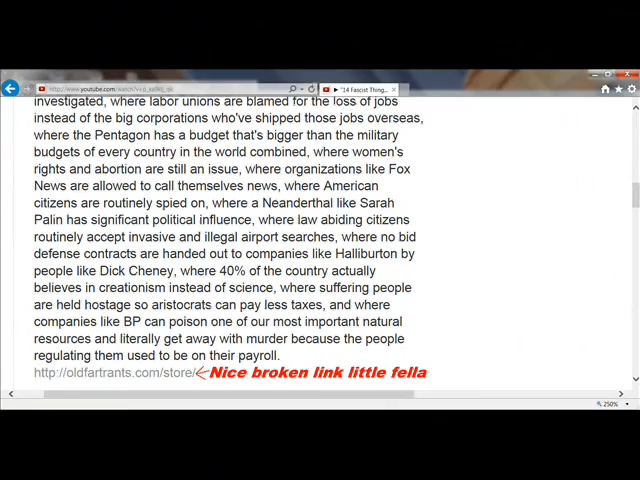 "14 Fascist Thing...
investigated, where labor unions are blamed for the loss of jobs
instead of the big corporations who've shipped those jobs overseas,
where the Pentagon has a budget that's bigger than the military
budgets of every country in the world combined, where women's
rights and abortion are still an issue, where organizations like Fox
News are allowed to call themselves news, where American
citizens are routinely spied on, where a Neanderthal like Sarah
Palin has significant political influence, where law abiding citizens
routinely accept invasive and illegal airport searches, where no bid
defense contracts are handed out to companies like Halliburton by
people like Dick Cheney, where 40% of the country actually
believes in creationism instead of science, where suffering people
are held hostage so aristocrats can pay less taxes, and where
companies like BP can poison one of our most important natural
resources and literally get away with murder because the people
regulating them used to be on their payroll.
http://oldfartrants.com/store/ Nice broken link little fella
250%